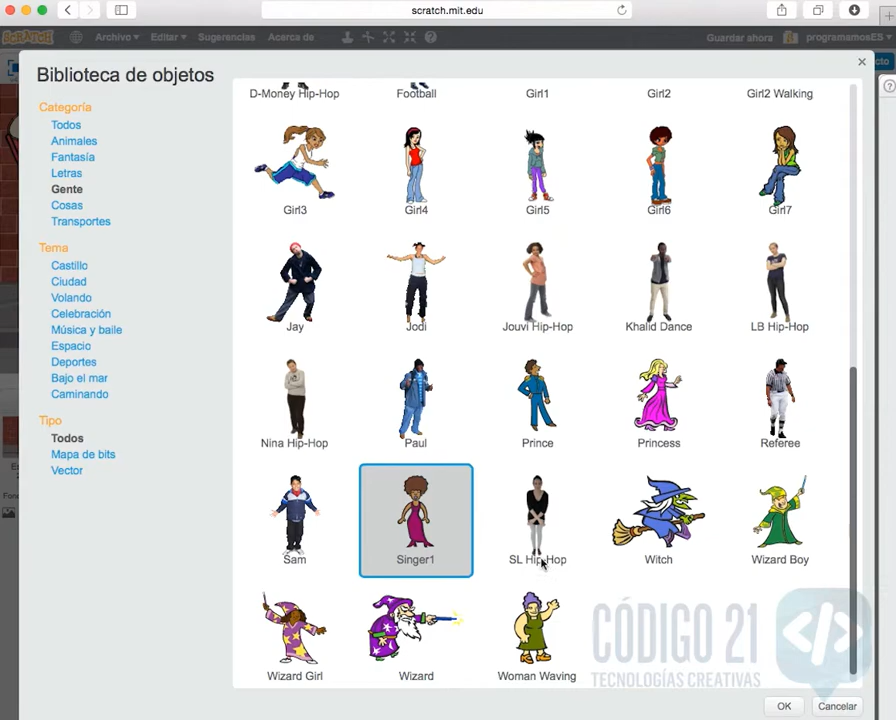 scratch.mit.edu
SCRATCH Archivo Editar Sugerencias Acerca de Guardar ahora programamosES
Biblioteca de objetos
Categoría
Todos
Animales
Fantasía
Letras
Gente
Cosas
Transportes
Tema
Castillo
Ciudad
Volando
Celebración
Música y baile
Espacio
Deportes
Bajo el mar
Caminando
Tipo
Todos
Mapa de bits
Vector
D-Money Hip-Hop Football Girl1 Girl2 Girl2 Walking
Girl3 Girl4 Girl5 Girl6 Girl7
Jay Jodi Jouvi Hip-Hop Khalid Dance LB Hip-Hop
Nina Hip-Hop Paul Prince Princess Referee
Sam Singer1 SL Hip-Hop Witch Wizard Boy
Wizard Girl Wizard Woman Waving
CÓDIGO 21
TECNOLOGÍAS CREATIVAS
OK Cancelar